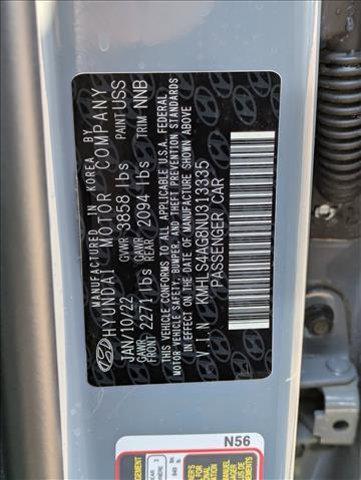 MANUFACTURED BY
MADE IN KOREA BY
HYUNDAI MOTOR COMPANY
JAN/10/22 GVWR 3858 lbs PAINT USS
GAWR FRONT 2271 lbs GAWR REAR 2094 lbs TRIM NNB
THIS VEHICLE CONFORMS TO ALL APPLICABLE U.S.A. FEDERAL
MOTOR VEHICLE SAFETY, BUMPER, AND THEFT PREVENTION STANDARDS
IN EFFECT ON THE DATE OF MANUFACTURE SHOWN ABOVE
V.I.N KMHLS4AG8NU313335
PASSENGER CAR
N56